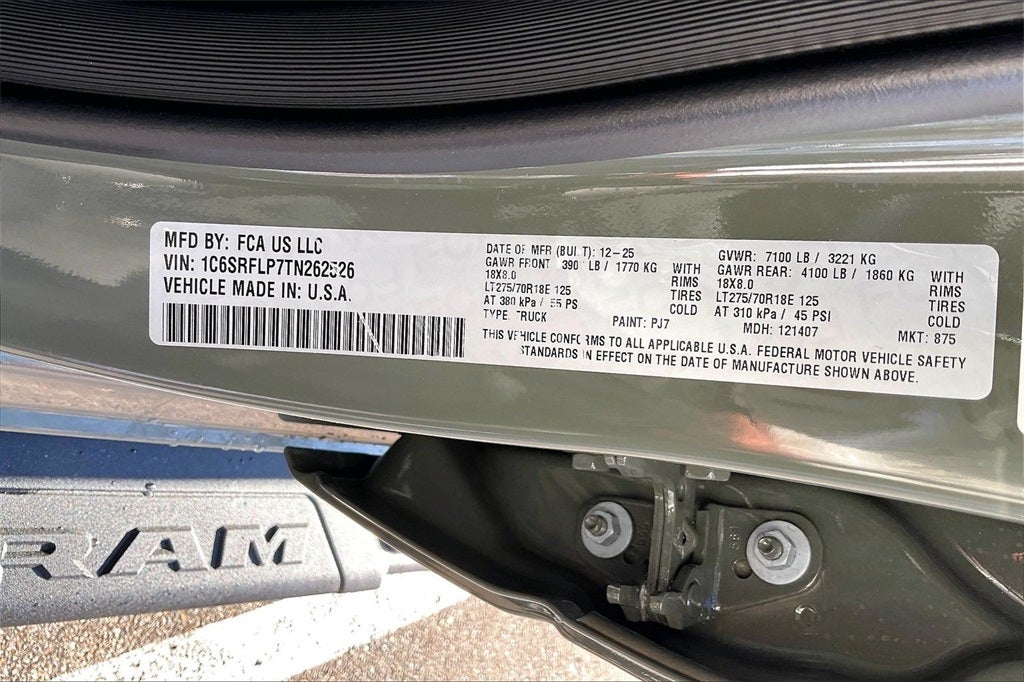 MFD BY: FCA US LLC
VIN: 1C6SRFLP7TN262526
VEHICLE MADE IN: U.S.A.
DATE OF MFR (BUILT): 12-25
GAWR FRONT 3901 LB / 1770 KG WITH
18X8.0 RIMS
LT275/70R18E 125 TIRES
AT 380 kPa / 55 PSI COLD
TYPE: TRUCK PAINT: PJ7
GVWR: 7100 LB / 3221 KG
GAWR REAR: 4100 LB / 1860 KG WITH
18X8.0 RIMS
LT275/70R18E 125 TIRES
AT 310 kPa / 45 PSI COLD
MDH: 121407 MKT: 875
THIS VEHICLE CONFORMS TO ALL APPLICABLE U.S.A. FEDERAL MOTOR VEHICLE SAFETY
STANDARDS IN EFFECT ON THE DATE OF MANUFACTURE SHOWN ABOVE.
RAM